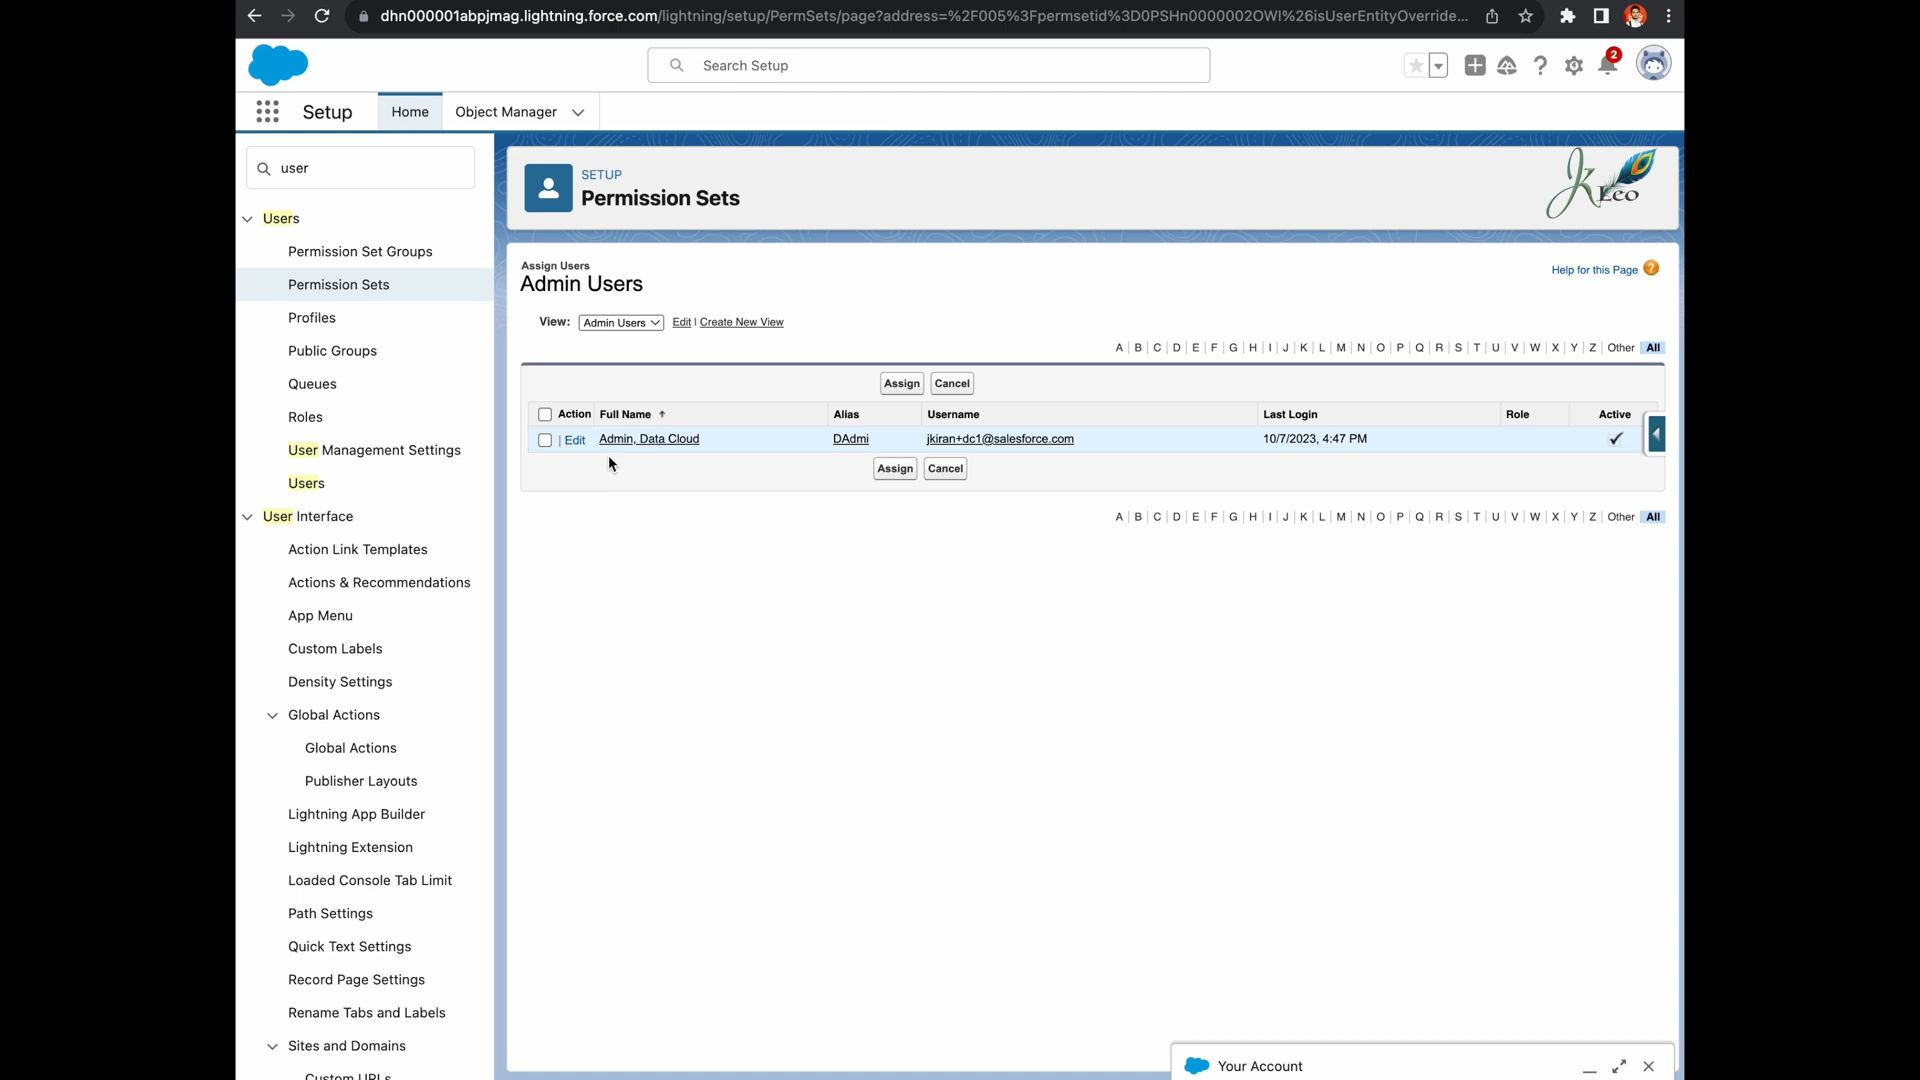 dhn000001abpjmag.lightning.force.com/lightning/setup/PermSets/page?address=%2F005%3Fpermsetid%3D0PSHn0000002OWI%26isUserEntityOverride...
Search Setup
2
Setup
Home
Object Manager
user
SETUP
Permission Sets
JK Leo
Users
Permission Set Groups
Permission Sets
Profiles
Public Groups
Queues
Roles
User Management Settings
Users
User Interface
Action Link Templates
Actions & Recommendations
App Menu
Custom Labels
Density Settings
Global Actions
Global Actions
Publisher Layouts
Lightning App Builder
Lightning Extension
Loaded Console Tab Limit
Path Settings
Quick Text Settings
Record Page Settings
Rename Tabs and Labels
Sites and Domains
Custom URLs
Assign Users
Admin Users
Help for this Page ?
View: Admin Users Edit | Create New View
A | B | C | D | E | F | G | H | I | J | K | L | M | N | O | P | Q | R | S | T | U | V | W | X | Y | Z | Other | All
Assign Cancel
Action Full Name Alias Username Last Login Role Active
| Edit Admin, Data Cloud DAdmi jkiran+dc1@salesforce.com 10/7/2023, 4:47 PM
Assign Cancel
A | B | C | D | E | F | G | H | I | J | K | L | M | N | O | P | Q | R | S | T | U | V | W | X | Y | Z | Other | All
Your Account